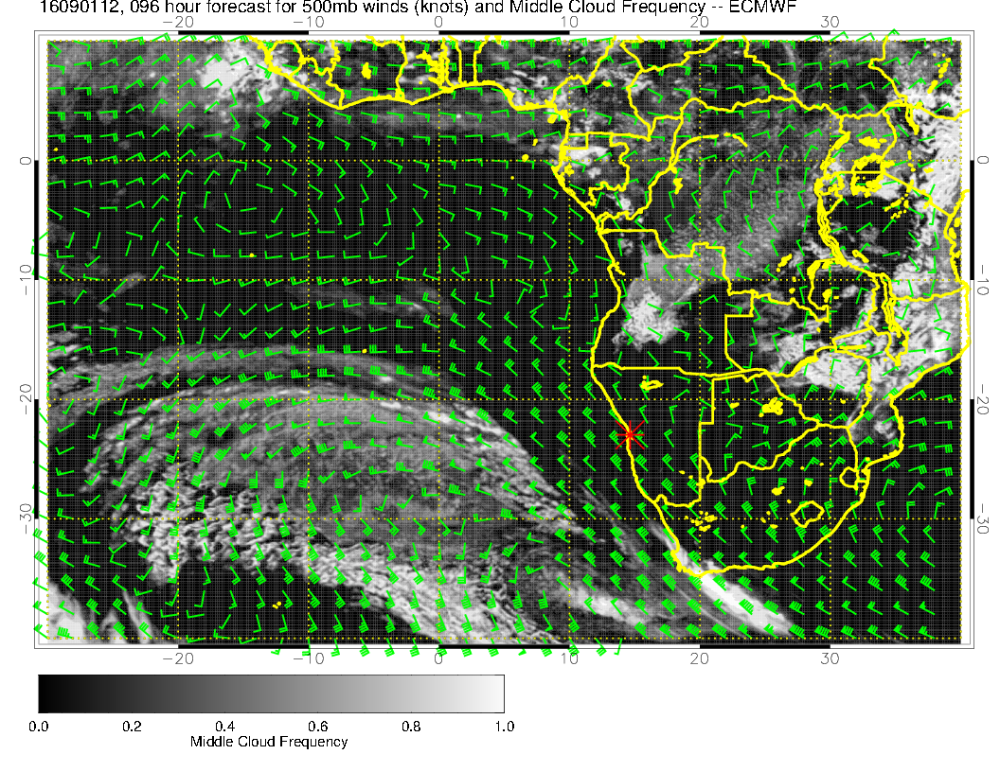 16090112, 096 hour forecast for 500mb winds (knots) and Middle Cloud Frequency -- ECMWF
-20 -10 0 10 20 30
0 0
-10 -10
-20 -20
-30 -30
-20 -10 0 10 20 30
0.0 0.2 0.4 0.6 0.8 1.0
Middle Cloud Frequency